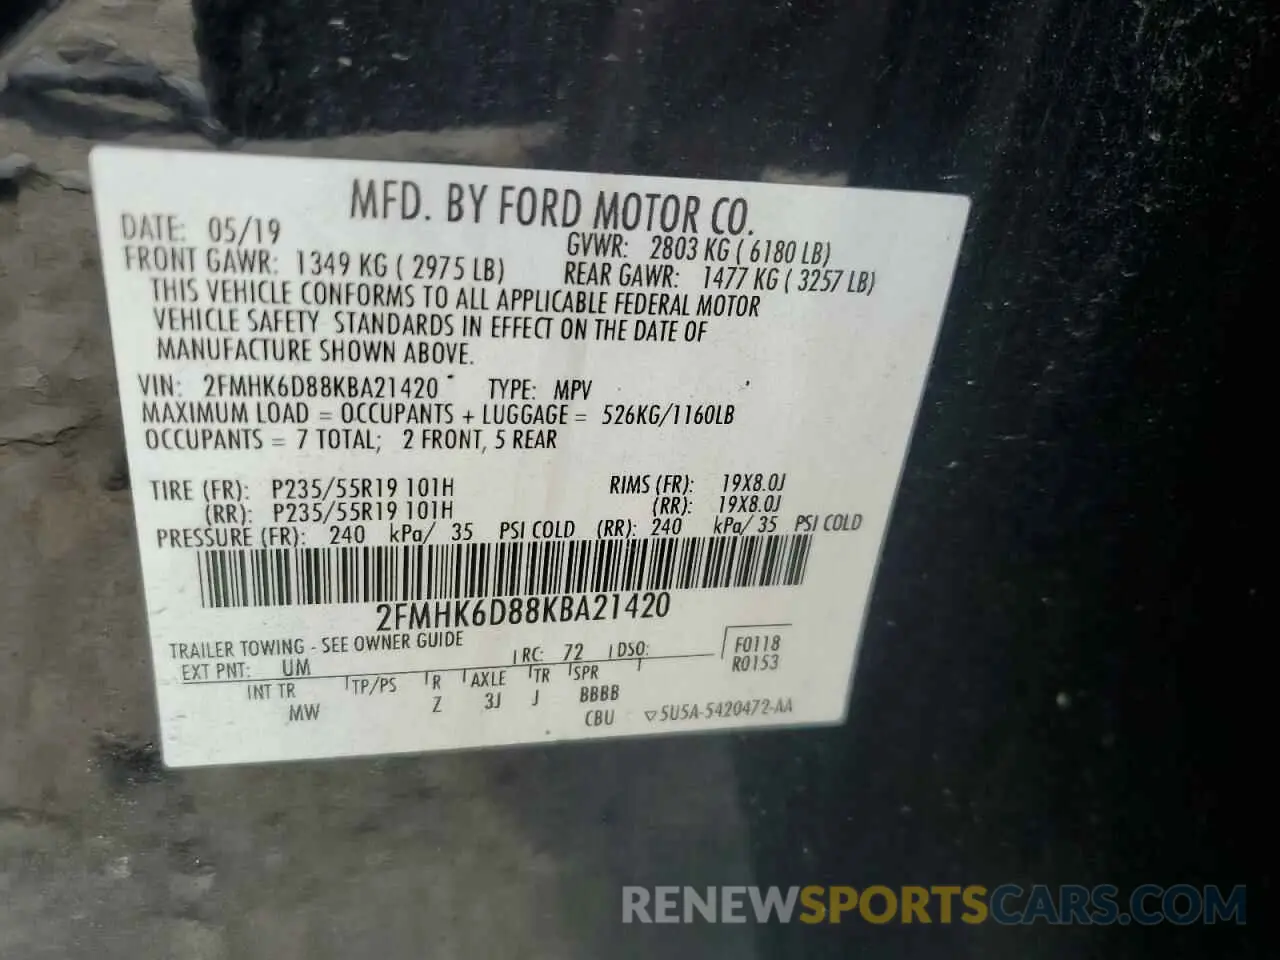 MFD. BY FORD MOTOR CO.
DATE: 05/19 GVWR: 2803 KG ( 6180 LB)
FRONT GAWR: 1349 KG ( 2975 LB) REAR GAWR: 1477 KG ( 3257 LB)
THIS VEHICLE CONFORMS TO ALL APPLICABLE FEDERAL MOTOR
VEHICLE SAFETY STANDARDS IN EFFECT ON THE DATE OF
MANUFACTURE SHOWN ABOVE.
VIN: 2FMHK6D88KBA21420 TYPE: MPV
MAXIMUM LOAD = OCCUPANTS + LUGGAGE = 526KG/1160LB
OCCUPANTS = 7 TOTAL; 2 FRONT, 5 REAR
TIRE (FR): P235/55R19 101H RIMS (FR): 19X8.0J
(RR): P235/55R19 101H (RR): 19X8.0J
PRESSURE (FR): 240 kPa/ 35 PSI COLD (RR): 240 kPa/ 35 PSI COLD
2FMHK6D88KBA21420
TRAILER TOWING - SEE OWNER GUIDE
EXT PNT: UM RC: 72 DSO: F0118
R0153
INT TR TP/PS R AXLE TR SPR
MW Z 3J J BBBB
CBU ▽5U5A-5420472-AA
RENEWSPORTSCARS.COM